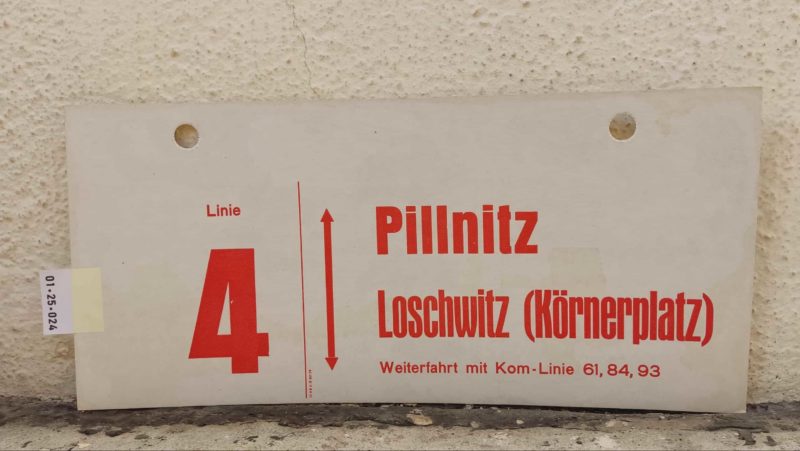 Linie
4
Pillnitz
Loschwitz (Körnerplatz)
Weiterfahrt mit Kom-Linie 61, 84, 93
01-25-024